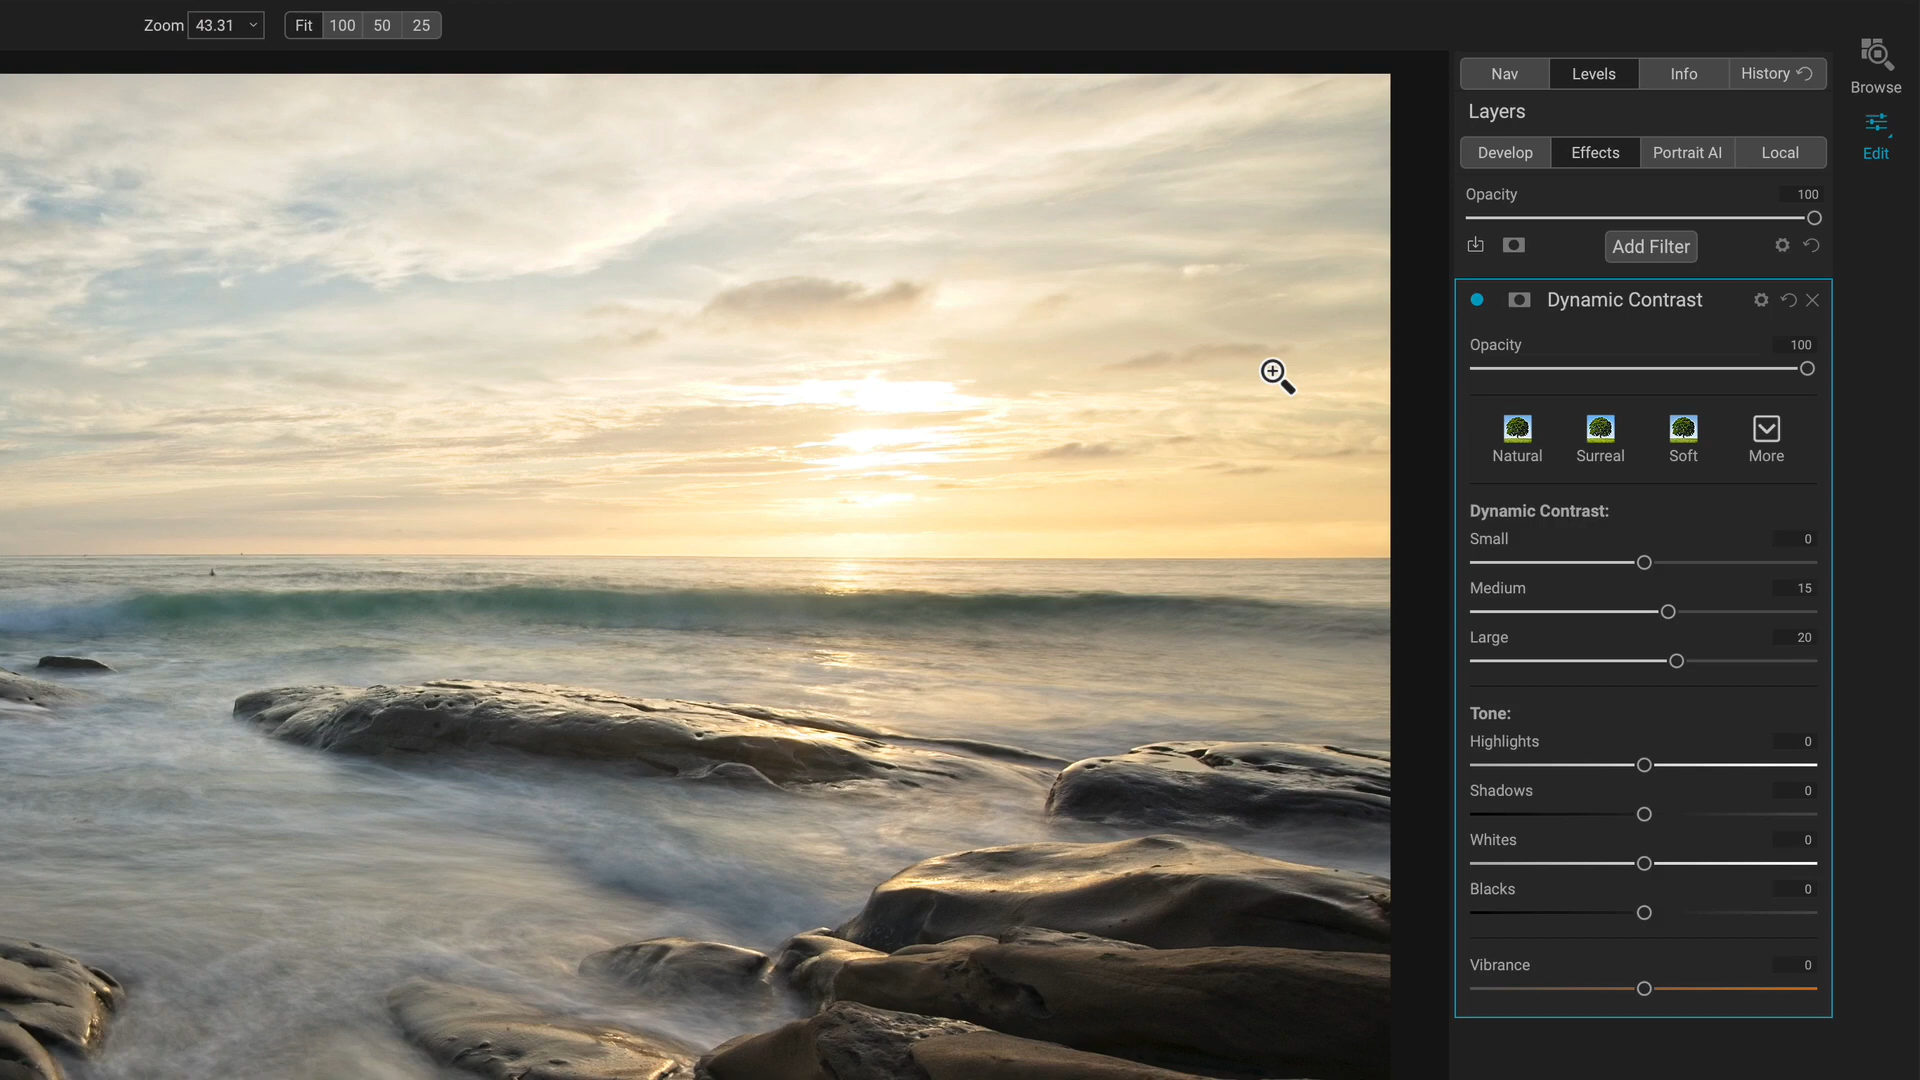 Zoom 43.31 Fit 100 50 25
Browse
Edit
Nav Levels Info History
Layers
Develop Effects Portrait AI Local
Opacity 100
Add Filter
Dynamic Contrast
Opacity 100
Natural Surreal Soft More
Dynamic Contrast:
Small 0
Medium 15
Large 20
Tone:
Highlights 0
Shadows 0
Whites 0
Blacks 0
Vibrance 0